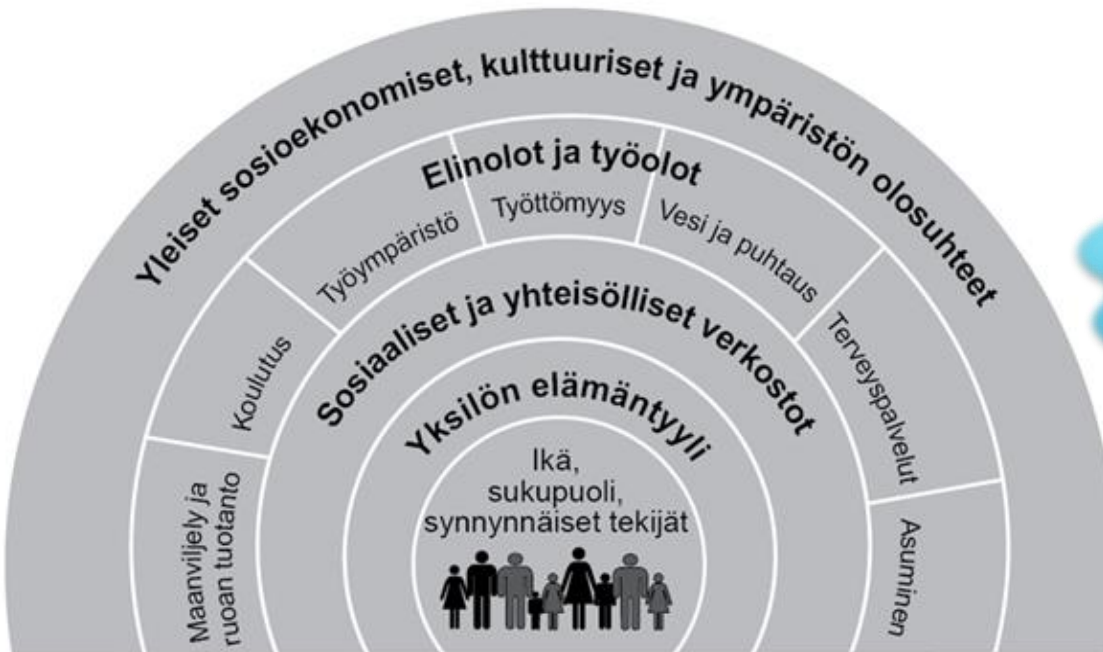 Yleiset sosioekonomiset, kulttuuriset ja ympäristön olosuhteet
Elinolot ja työolot
Maanviljely ja
ruoan tuotanto
Koulutus
Työympäristö
Työttömyys
Vesi ja puhtaus
Terveyspalvelut
Asuminen
Sosiaaliset ja yhteisölliset verkostot
Yksilön elämäntyyli
Ikä,
sukupuoli,
synnynnäiset tekijät